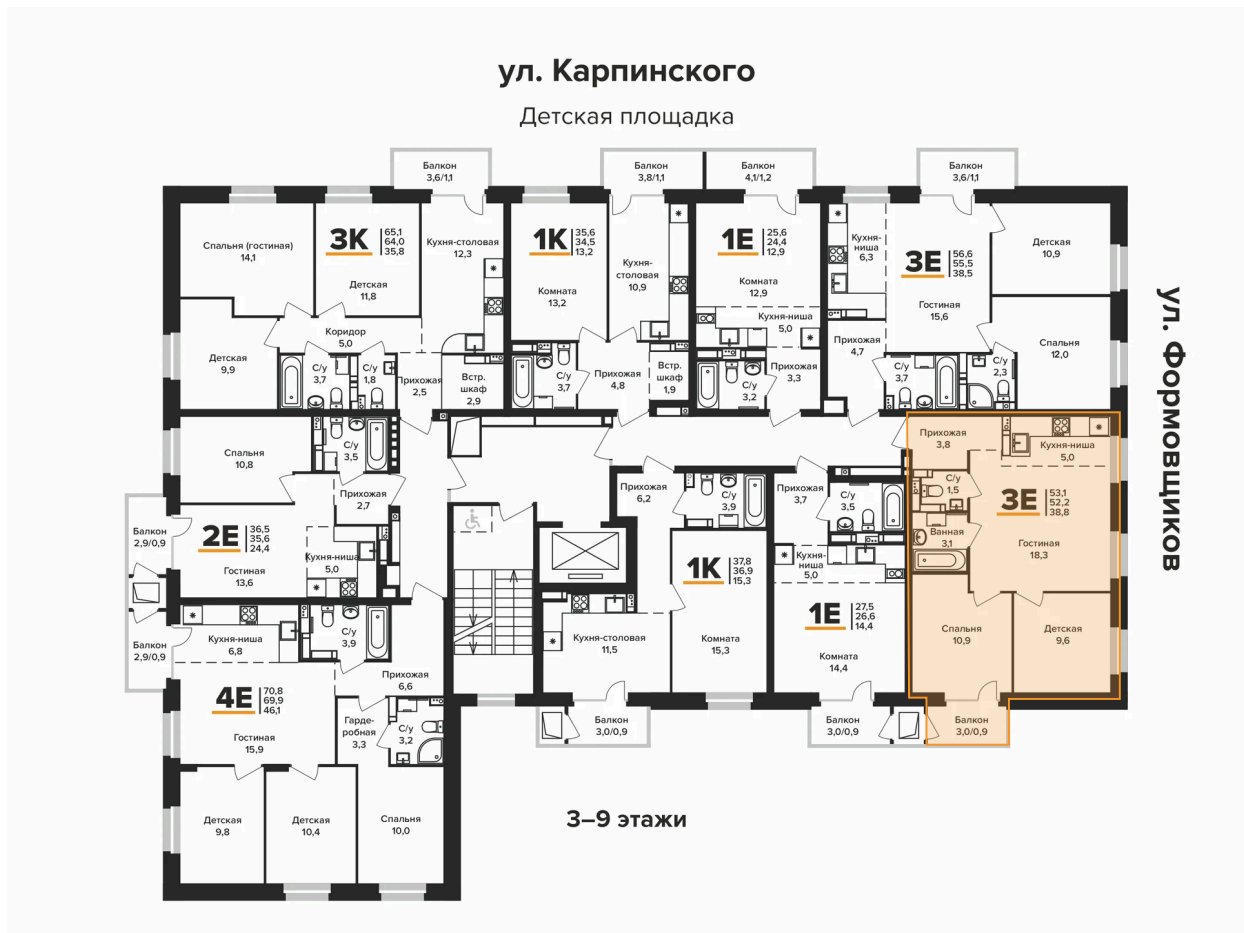 ул. Карпинского
Детская площадка
Балкон
3,6/1,1
Балкон
3,8/1,1
Балкон
4,1/1,2
Балкон
3,6/1,1
Спальня (гостиная)
14,1
3К
65,1
64,0
35,8
Детская
11,8
Кухня-столовая
12,3
1К
35,6
34,5
13,2
Комната
13,2
Кухня-
столовая
10,9
1Е
25,6
24,4
12,9
Комната
12,9
Кухня-ниша
5,0
Кухня-
ниша
6,3
3Е
56,6
55,5
38,5
Гостиная
15,6
Детская
10,9
Спальня
12,0
Детская
9,9
Коридор
5,0
С/у
3,7
С/у
1,8
Прихожая
2,5
Встр.
шкаф
2,9
С/у
3,7
Прихожая
4,8
Встр.
шкаф
1,9
С/у
3,2
Прихожая
3,3
Прихожая
4,7
С/у
3,7
С/у
2,3
ул. Формовщиков
Спальня
10,8
С/у
3,5
Прихожая
2,7
Балкон
2,9/0,9
2Е
36,5
35,6
24,4
Гостиная
13,6
Кухня-ниша
5,0
Прихожая
6,2
С/у
3,9
1К
37,8
36,9
15,3
Комната
15,3
Кухня-столовая
11,5
Балкон
3,0/0,9
Прихожая
3,7
С/у
3,5
Кухня-
ниша
5,0
1Е
27,5
26,6
14,4
Комната
14,4
Балкон
3,0/0,9
Прихожая
3,8
Кухня-ниша
5,0
С/у
1,5
3Е
53,1
52,2
38,8
Ванная
3,1
Гостиная
18,3
Спальня
10,9
Детская
9,6
Балкон
3,0/0,9
Балкон
2,9/0,9
Кухня-ниша
6,8
С/у
3,9
Прихожая
6,6
4Е
70,8
69,9
46,1
Гостиная
15,9
Гарде-
робная
3,3
С/у
3,2
Детская
9,8
Детская
10,4
Спальня
10,0
3–9 этажи